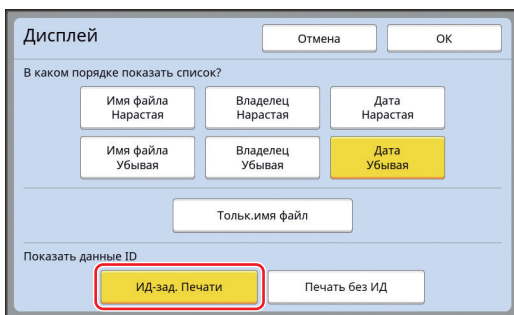 Дисплей
Отмена
ОК
В каком порядке показать список?
Имя файла
Нарастая
Владелец
Нарастая
Дата
Нарастая
Имя файла
Убывая
Владелец
Убывая
Дата
Убывая
Тольк.имя файл
Показать данные ID
ИД-зад. Печати
Печать без ИД